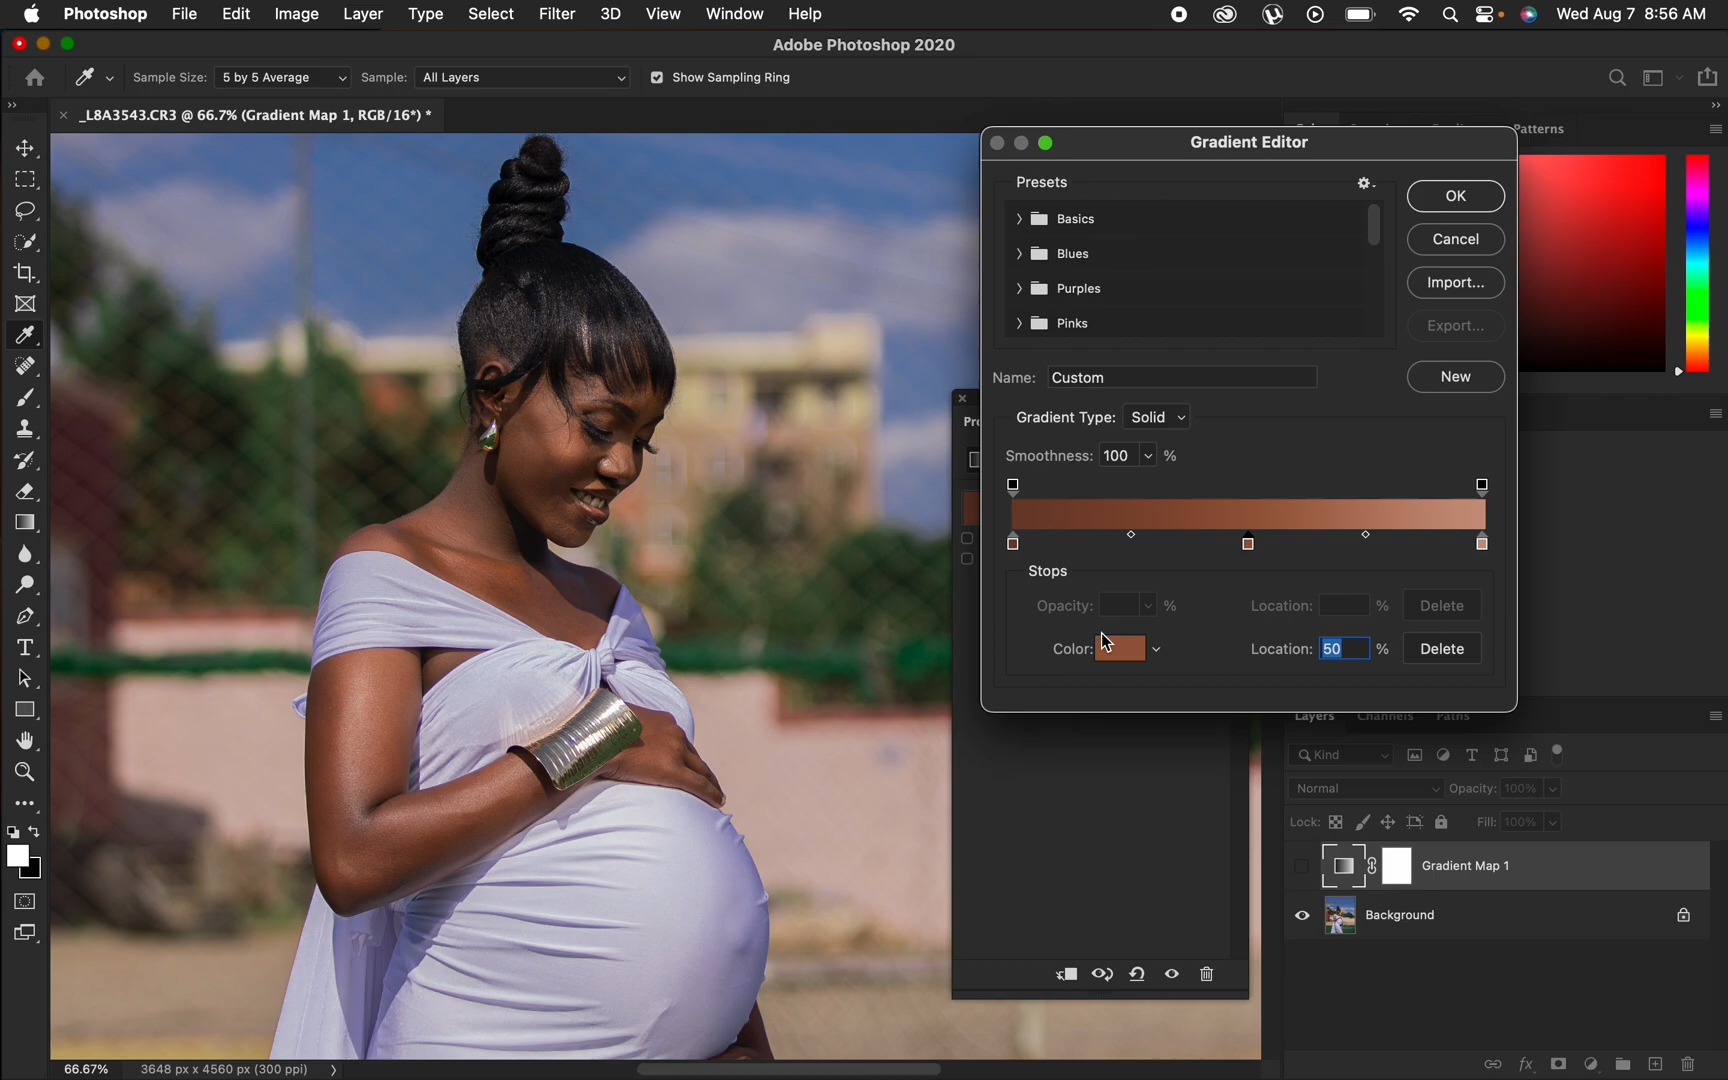 Photoshop File Edit Image Layer Type Select Filter 3D View Window Help Wed Aug 7 8:56 AM
Adobe Photoshop 2020
Sample Size: 5 by 5 Average Sample: All Layers Show Sampling Ring
_L8A3543.CR3 @ 66.7% (Gradient Map 1, RGB/16*) *
Patterns
Gradient Editor
Presets
OK
Basics
Cancel
Blues
Import...
Purples
Export...
Pinks
Name: Custom
New
Gradient Type: Solid
Smoothness: 100 %
Stops
Opacity: % Location: % Delete
Color: Location: 50 % Delete
Layers Channels Paths
Kind
Normal Opacity: 100%
Lock: Fill: 100%
Gradient Map 1
Background
66.67% 3648 px x 4560 px (300 ppi)